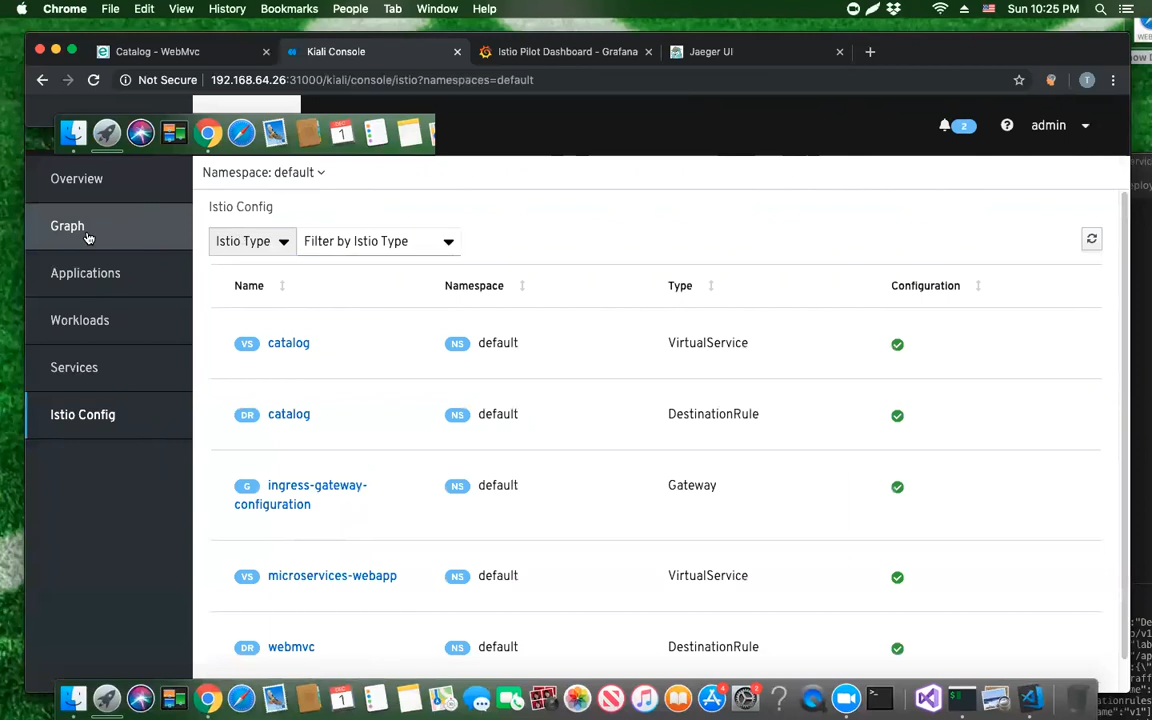 Chrome File Edit View History Bookmarks People Tab Window Help Sun 10:25 PM
Catalog - WebMvc Kiali Console Istio Pilot Dashboard - Grafana Jaeger UI
Not Secure 192.168.64.26:31000/kiali/console/istio?namespaces=default T
2 admin
Overview
Graph
Applications
Workloads
Services
Istio Config
Namespace: default
Istio Config
Istio Type Filter by Istio Type
Name Namespace Type Configuration
VS catalog NS default VirtualService
DR catalog NS default DestinationRule
G ingress-gateway-configuration NS default Gateway
VS microservices-webapp NS default VirtualService
DR webmvc NS default DestinationRule